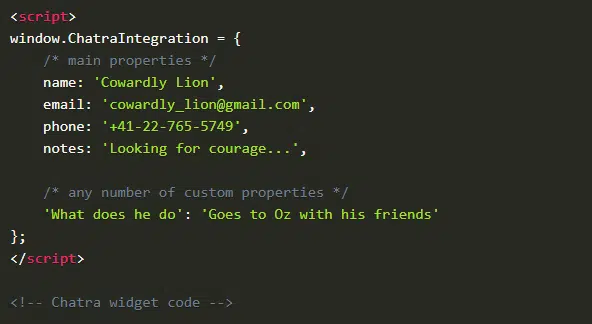 <script>
window.ChatraIntegration = {
    /* main properties */
    name: 'Cowardly Lion',
    email: 'cowardly_lion@gmail.com',
    phone: '+41-22-765-5749',
    notes: 'Looking for courage...',

    /* any number of custom properties */
    'What does he do': 'Goes to Oz with his friends'
};
</script>

<!-- Chatra widget code -->